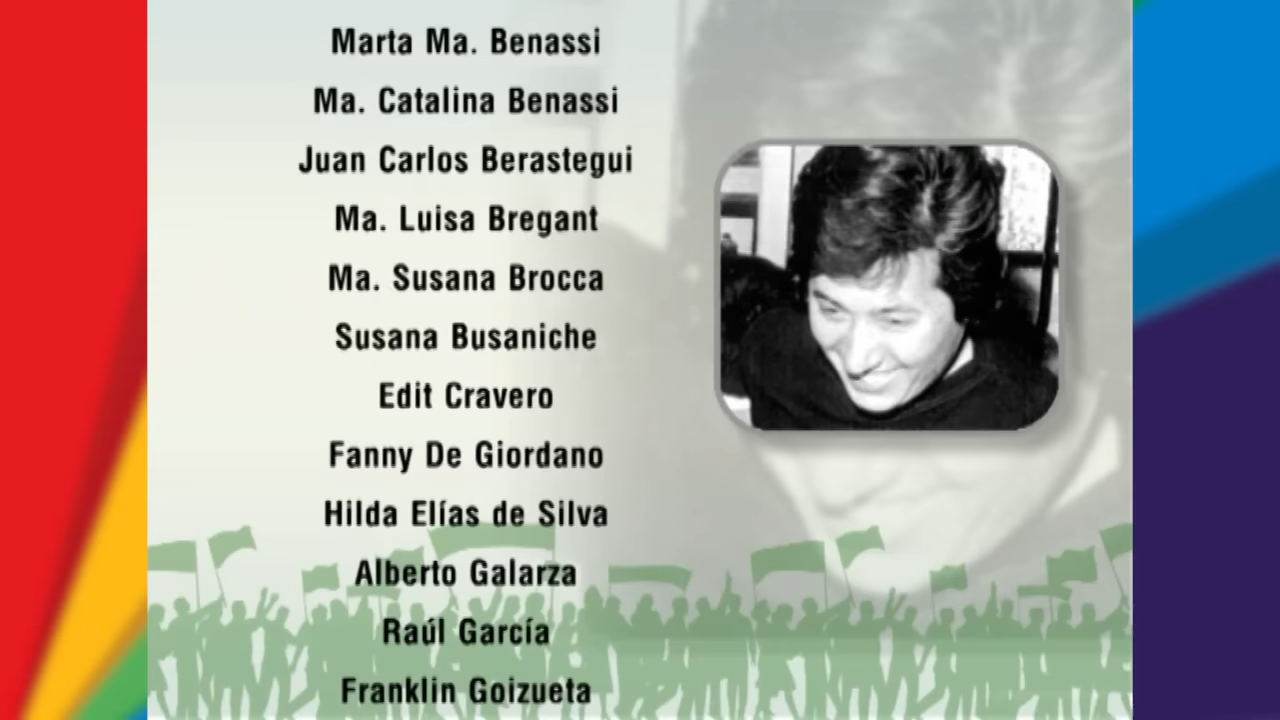 Marta Ma. Benassi
Ma. Catalina Benassi
Juan Carlos Berastegui
Ma. Luisa Bregant
Ma. Susana Brocca
Susana Busaniche
Edit Cravero
Fanny De Giordano
Hilda Elías de Silva
Alberto Galarza
Raúl García
Franklin Goizueta